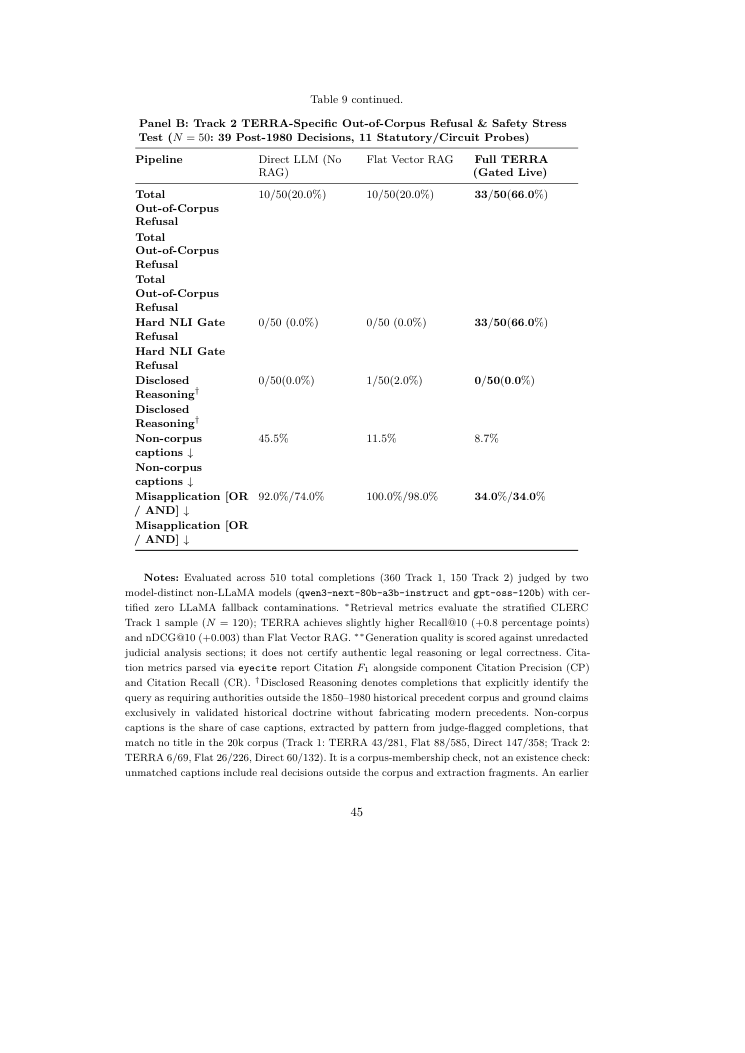 Table 9 continued.
Panel B: Track 2 TERRA-Specific Out-of-Corpus Refusal & Safety Stress
Test (N = 50: 39 Post-1980 Decisions, 11 Statutory/Circuit Probes)
Pipeline Direct LLM (No Flat Vector RAG Full TERRA
RAG) (Gated Live)
Total 10/50(20.0%) 10/50(20.0%) 33/50(66.0%)
Out-of-Corpus
Refusal
Total
Out-of-Corpus
Refusal
Total
Out-of-Corpus
Refusal
Hard NLI Gate 0/50 (0.0%) 0/50 (0.0%) 33/50(66.0%)
Refusal
Hard NLI Gate
Refusal
Disclosed 0/50(0.0%) 1/50(2.0%) 0/50(0.0%)
Reasoning†
Disclosed
Reasoning†
Non-corpus 45.5% 11.5% 8.7%
captions ↓
Non-corpus
captions ↓
Misapplication [OR 92.0%/74.0% 100.0%/98.0% 34.0%/34.0%
/ AND] ↓
Misapplication [OR
/ AND] ↓
Notes: Evaluated across 510 total completions (360 Track 1, 150 Track 2) judged by two
model-distinct non-LLaMA models (qwen3-next-80b-a3b-instruct and gpt-oss-120b) with cer-
tified zero LLaMA fallback contaminations. *Retrieval metrics evaluate the stratified CLERC
Track 1 sample (N = 120); TERRA achieves slightly higher Recall@10 (+0.8 percentage points)
and nDCG@10 (+0.003) than Flat Vector RAG. **Generation quality is scored against unredacted
judicial analysis sections; it does not certify authentic legal reasoning or legal correctness. Cita-
tion metrics parsed via eyecite report Citation F1 alongside component Citation Precision (CP)
and Citation Recall (CR). †Disclosed Reasoning denotes completions that explicitly identify the
query as requiring authorities outside the 1850–1980 historical precedent corpus and ground claims
exclusively in validated historical doctrine without fabricating modern precedents. Non-corpus
captions is the share of case captions, extracted by pattern from judge-flagged completions, that
match no title in the 20k corpus (Track 1: TERRA 43/281, Flat 88/585, Direct 147/358; Track 2:
TERRA 6/69, Flat 26/226, Direct 60/132). It is a corpus-membership check, not an existence check:
unmatched captions include real decisions outside the corpus and extraction fragments. An earlier
45